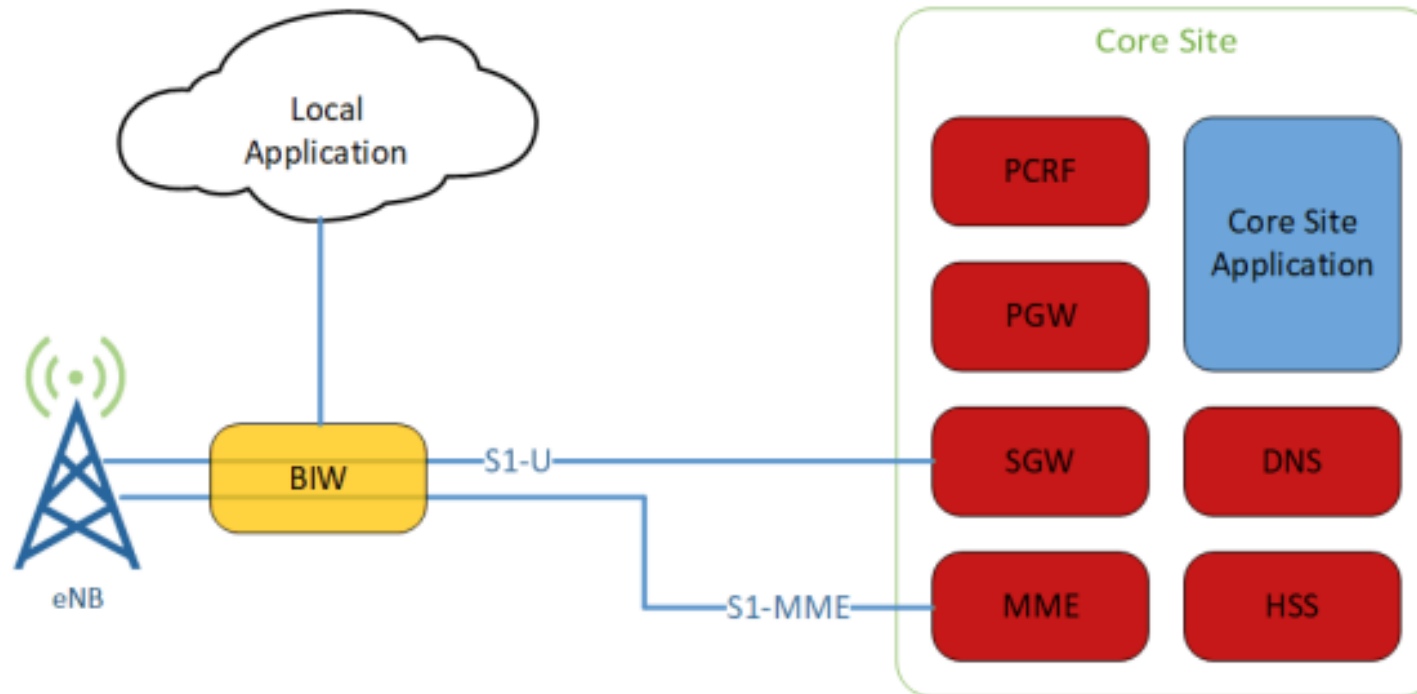 Core Site
Local
Application
PCRF
Core Site
Application
PGW
BIW
S1-U
SGW
DNS
eNB
S1-MME
MME
HSS